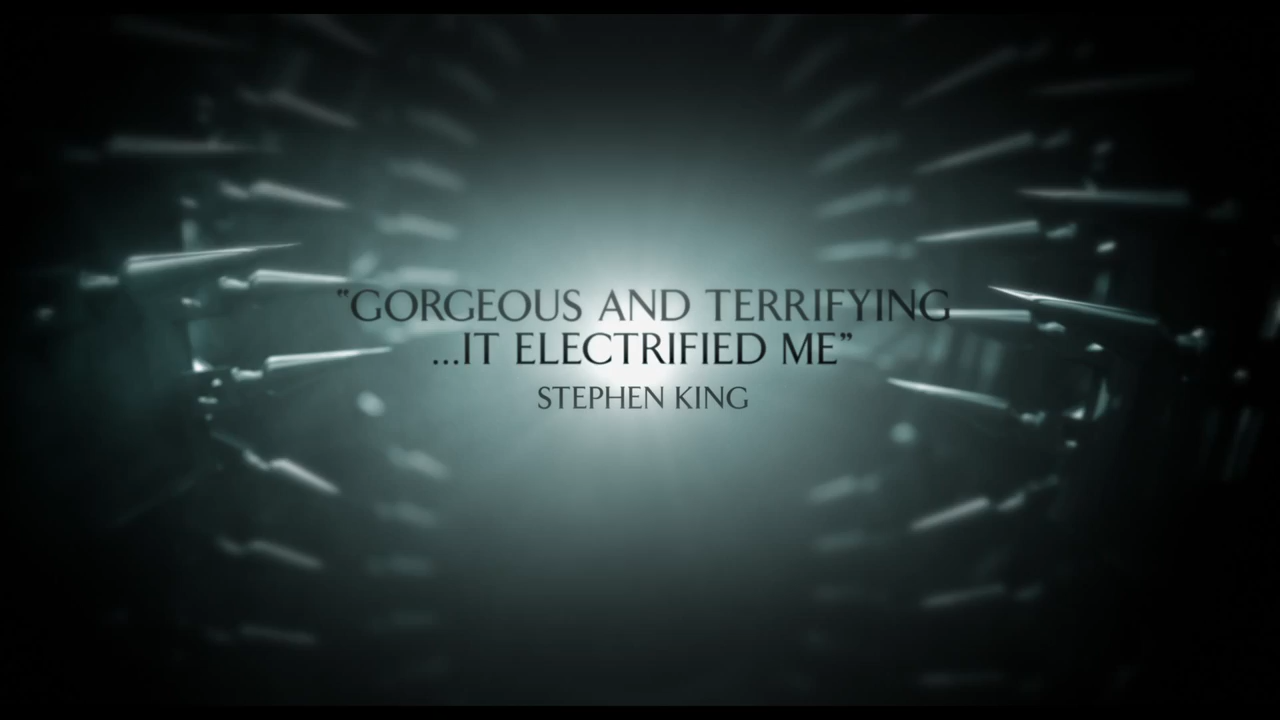 “GORGEOUS AND TERRIFYING
...IT ELECTRIFIED ME”
STEPHEN KING